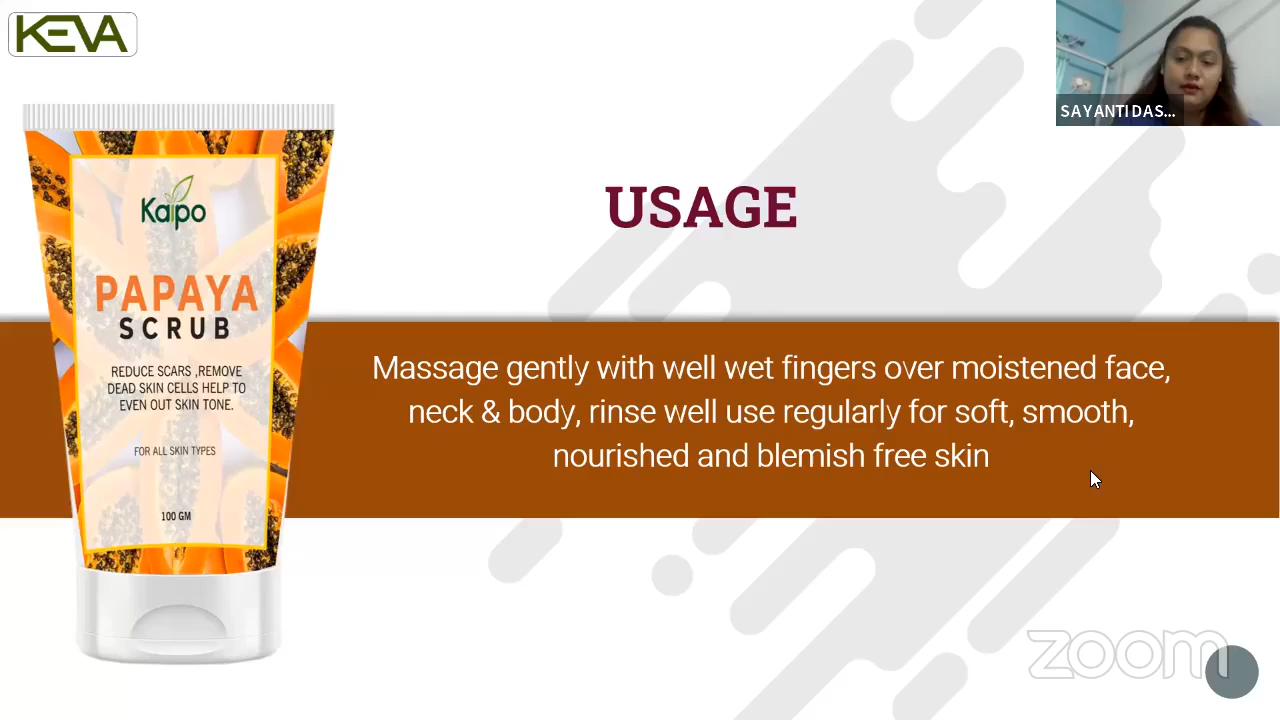 KEVA
SAYANTI DAS...
USAGE
Kaipo
PAPAYA
SCRUB
REDUCE SCARS ,REMOVE
DEAD SKIN CELLS HELP TO
EVEN OUT SKIN TONE.
FOR ALL SKIN TYPES
100 GM
Massage gently with well wet fingers over moistened face,
neck & body, rinse well use regularly for soft, smooth,
nourished and blemish free skin
zoom